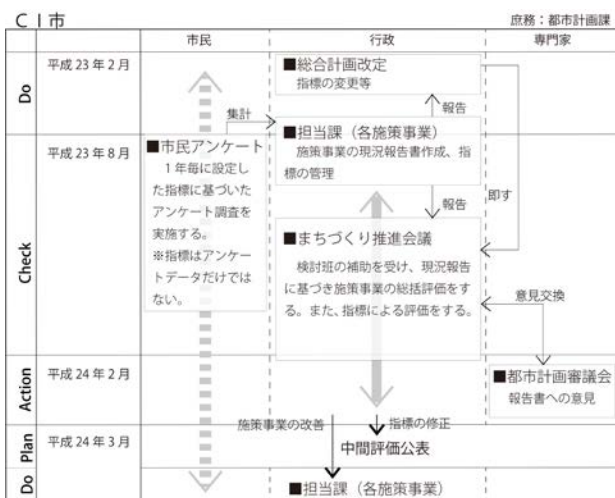 CI市
庶務：都市計画課
市民
行政
専門家
Do
平成23年2月
■総合計画改定
指標の変更等
集計
報告
Check
平成23年8月
■市民アンケート
1年毎に設定し
た指標に基づいた
アンケート調査を
実施する。
※指標はアンケー
トデータだけでは
ない。
■担当課（各施策事業）
施策事業の現況報告書作成、指
標の管理
報告
即す
■まちづくり推進会議
検討班の補助を受け、現況報告
に基づき施策事業の総括評価をす
る。また、指標による評価をする。
意見交換
Action
平成24年2月
■都市計画審議会
報告書への意見
施策事業の改善
指標の修正
Plan
平成24年3月
中間評価公表
Do
■担当課（各施策事業）